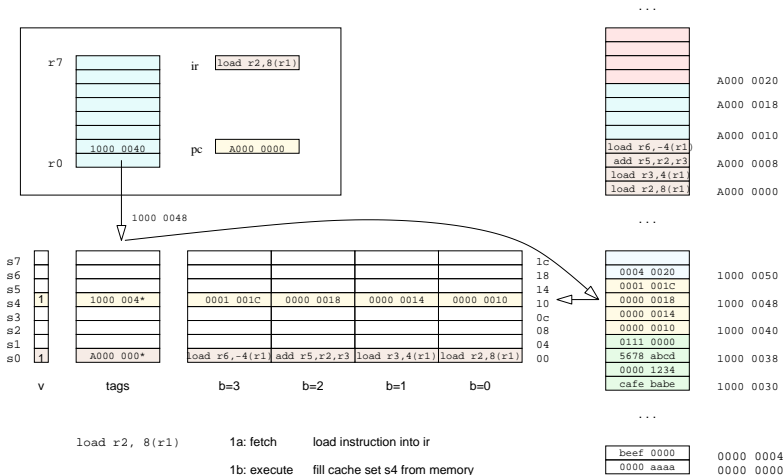 ...
r7
ir
load r2,8(r1)
A000 0020
A000 0018
1000 0040
pc
A000 0000
A000 0010
r0
load r6,-4(r1)
add r5,r2,r3
A000 0008
load r3,4(r1)
load r2,8(r1)
A000 0000
1000 0048
...
s7
1c
s6
18
0004 0020
1000 0050
s5
14
0001 001C
s4
1
1000 004*
0001 001C
0000 0018
0000 0014
0000 0010
10
0000 0018
1000 0048
s3
0c
0000 0014
s2
08
0000 0010
1000 0040
s1
04
0111 0000
s0
1
A000 000*
load r6,-4(r1)
add r5,r2,r3
load r3,4(r1)
load r2,8(r1)
00
5678 abcd
1000 0038
0000 1234
v
tags
b=3
b=2
b=1
b=0
cafe babe
1000 0030
...
load r2, 8(r1)
1a: fetch
load instruction into ir
beef 0000
0000 0004
1b: execute
fill cache set s4 from memory
0000 aaaa
0000 0000